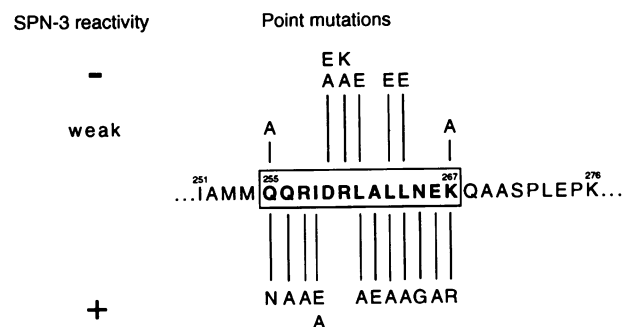 SPN-3 reactivity Point mutations
E K
- A A E E E
weak A A
251 255 267 276
...IAMM QQRIDRLALLNEK QAASPLEPK...
+ N A A E A E A A G A R
A